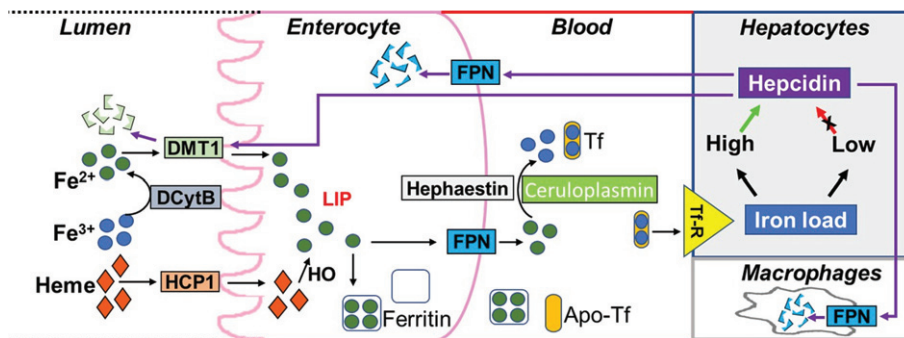 Lumen
Enterocyte
Blood
Hepatocytes
FPN
Hepcidin
DMT1
Tf
High
Low
Fe2+
LIP
Hephaestin
Ceruloplasmin
DCytB
Tf-R
Iron load
Fe3+
FPN
Heme
HCP1
HO
Macrophages
Ferritin
Apo-Tf
FPN